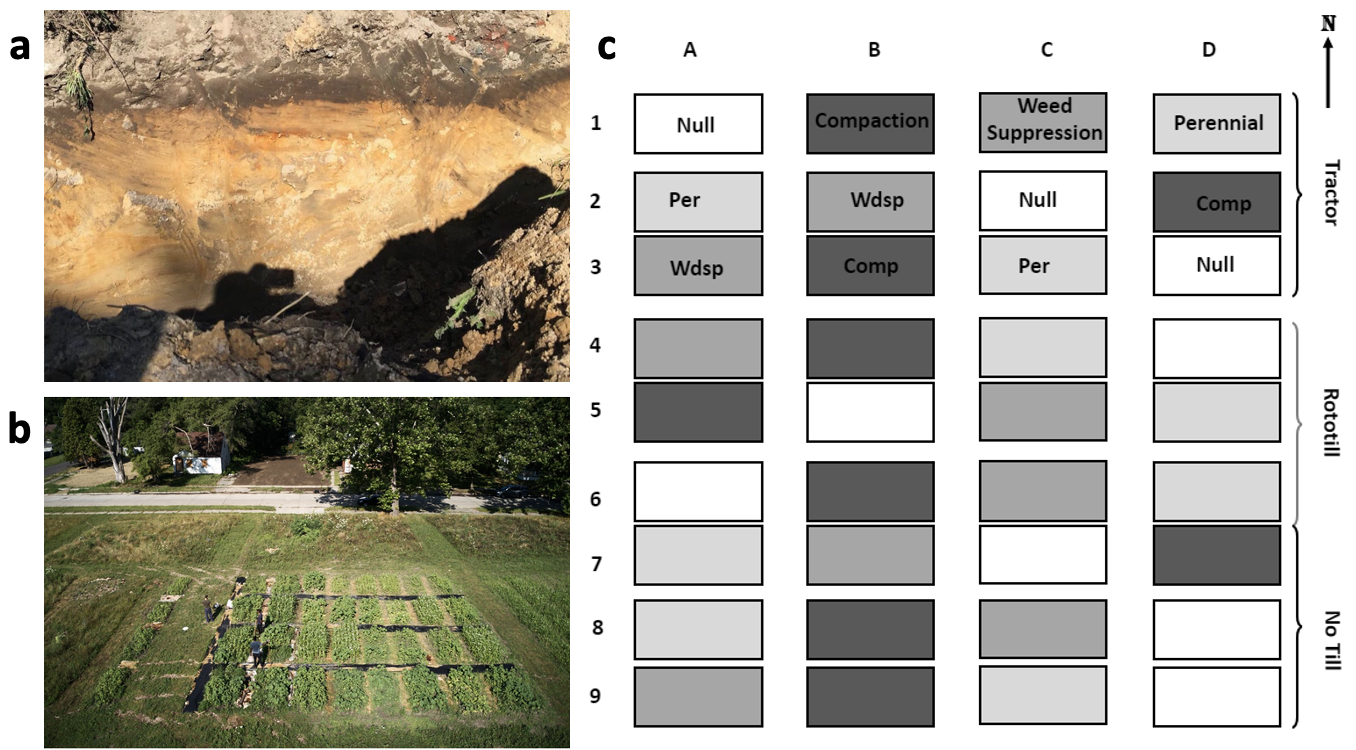 a
b
c
N
A B C D
1 Null Compaction Weed Suppression Perennial
2 Per Wdsp Null Comp
3 Wdsp Comp Per Null
Tractor
4
5
6
Rototill
7
8
9
No Till